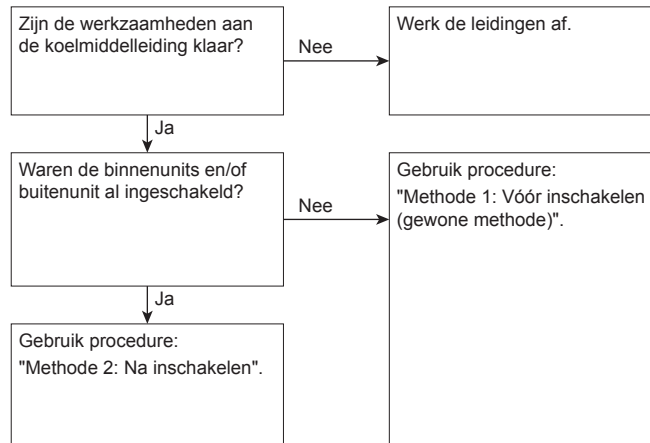 Zijn de werkzaamheden aan
de koelmiddelleiding klaar?
Nee
Werk de leidingen af.
Ja
Waren de binnenunits en/of
buitenunit al ingeschakeld?
Nee
Gebruik procedure:
"Methode 1: Vóór inschakelen
(gewone methode)".
Ja
Gebruik procedure:
"Methode 2: Na inschakelen".